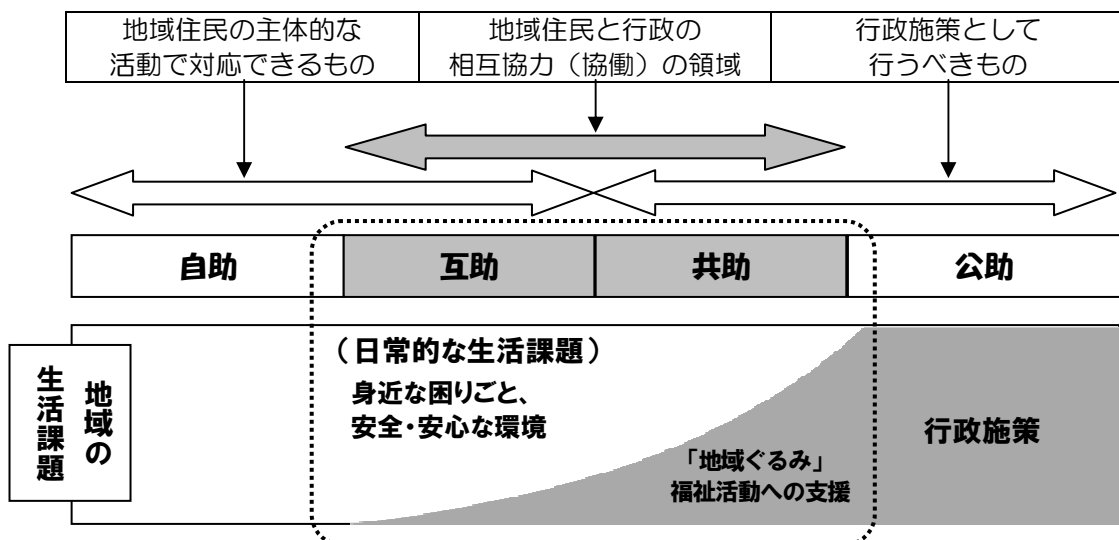 地域住民の主体的な
活動で対応できるもの
地域住民と行政の
相互協力（協働）の領域
行政施策として
行うべきもの
自助
互助
共助
公助
地域の
生活課題
（日常的な生活課題）
身近な困りごと、
安全・安心な環境
「地域ぐるみ」
福祉活動への支援
行政施策